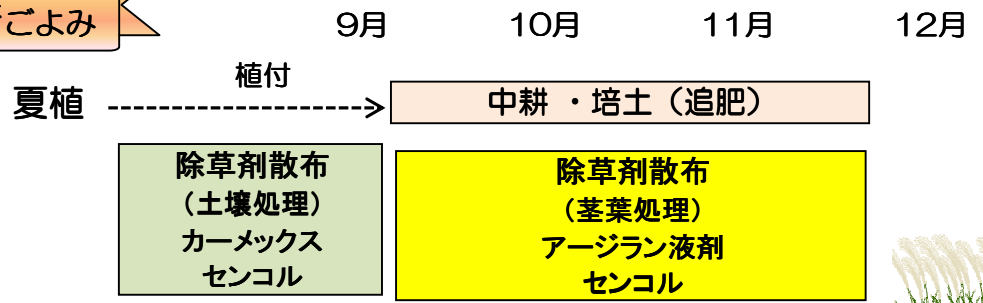 ごよみ
9月 10月 11月 12月
植付
夏植
中耕 ・培土（追肥）
除草剤散布
（土壌処理）
カーメックス
センコル
除草剤散布
（茎葉処理）
アージラン液剤
センコル